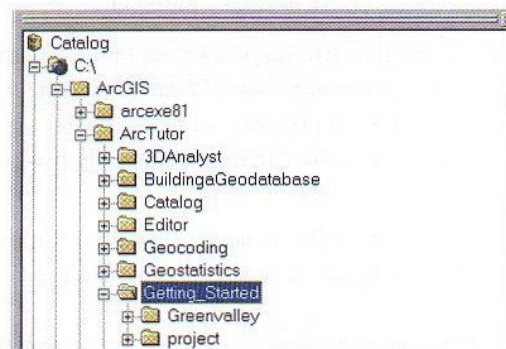 Catalog
C:\
ArcGIS
arcexe81
ArcTutor
3DAnalyst
BuildingaGeodatabase
Catalog
Editor
Geocoding
Geostatistics
Getting_Started
Greenvalley
project